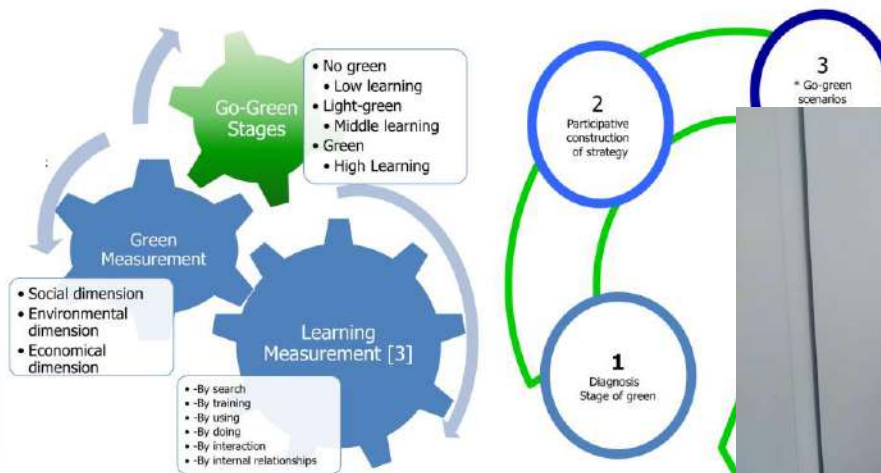 Go-Green
Stages
• No green
• Low learning
• Light-green
• Middle learning
• Green
• High Learning
:
Green
Measurement
• Social dimension
• Environmental
dimension
• Economical
dimension
Learning
Measurement [3]
• -By search
• -By training
• -By using
• -By doing
• -By interaction
• -By internal relationships
1
Diagnosis
Stage of green
2
Participative
construction
of strategy
3
* Go-green
scenarios